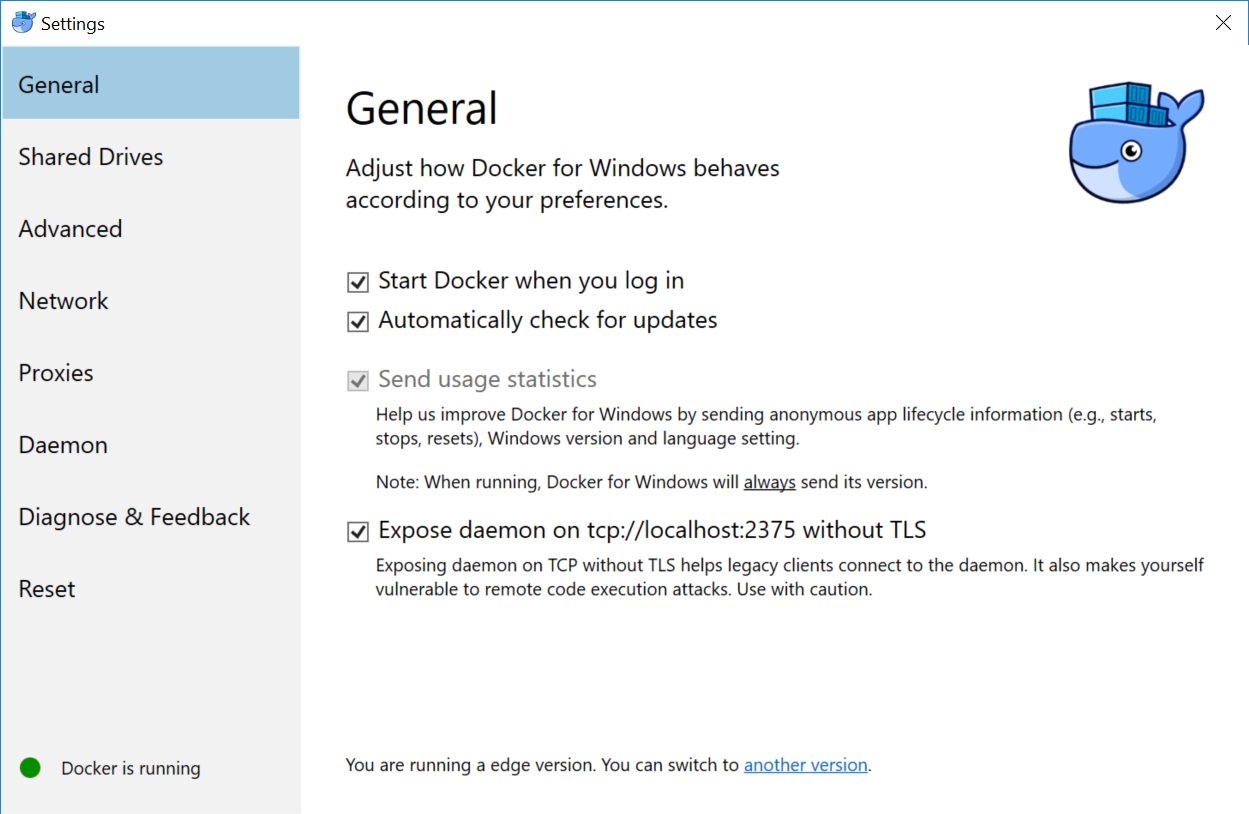 Settings
General
Shared Drives
Advanced
Network
Proxies
Daemon
Diagnose & Feedback
Reset
Docker is running
General
Adjust how Docker for Windows behaves
according to your preferences.
Start Docker when you log in
Automatically check for updates
Send usage statistics
Help us improve Docker for Windows by sending anonymous app lifecycle information (e.g., starts,
stops, resets), Windows version and language setting.
Note: When running, Docker for Windows will always send its version.
Expose daemon on tcp://localhost:2375 without TLS
Exposing daemon on TCP without TLS helps legacy clients connect to the daemon. It also makes yourself
vulnerable to remote code execution attacks. Use with caution.
You are running a edge version. You can switch to another version.